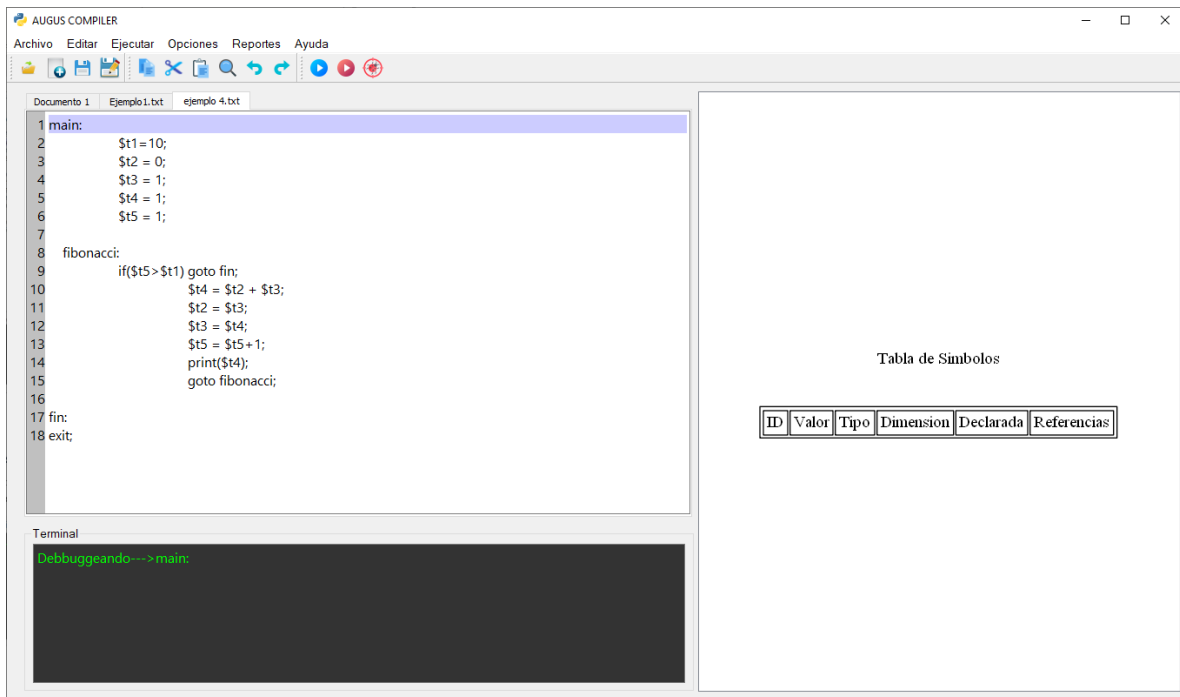 AUGUS COMPILER
Archivo Editar Ejecutar Opciones Reportes Ayuda
Documento 1 Ejemplo1.txt ejemplo 4.txt
1 main:
2 $t1=10;
3 $t2 = 0;
4 $t3 = 1;
5 $t4 = 1;
6 $t5 = 1;
7
8 fibonacci:
9 if($t5>$t1) goto fin;
10 $t4 = $t2 + $t3;
11 $t2 = $t3;
12 $t3 = $t4;
13 $t5 = $t5+1;
14 print($t4);
15 goto fibonacci;
16
17 fin:
18 exit;
Tabla de Simbolos
ID Valor Tipo Dimension Declarada Referencias
Terminal
Debbuggeando--->main: